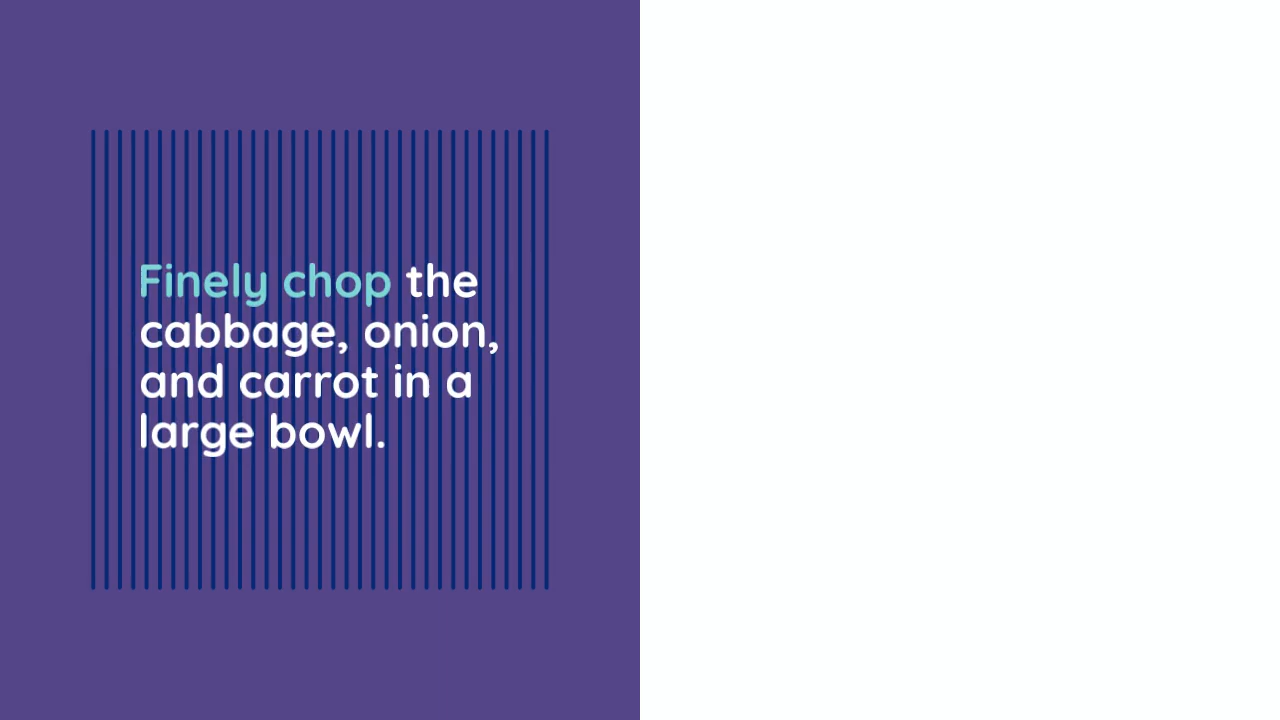 Finely chop the
cabbage, onion,
and carrot in a
large bowl.